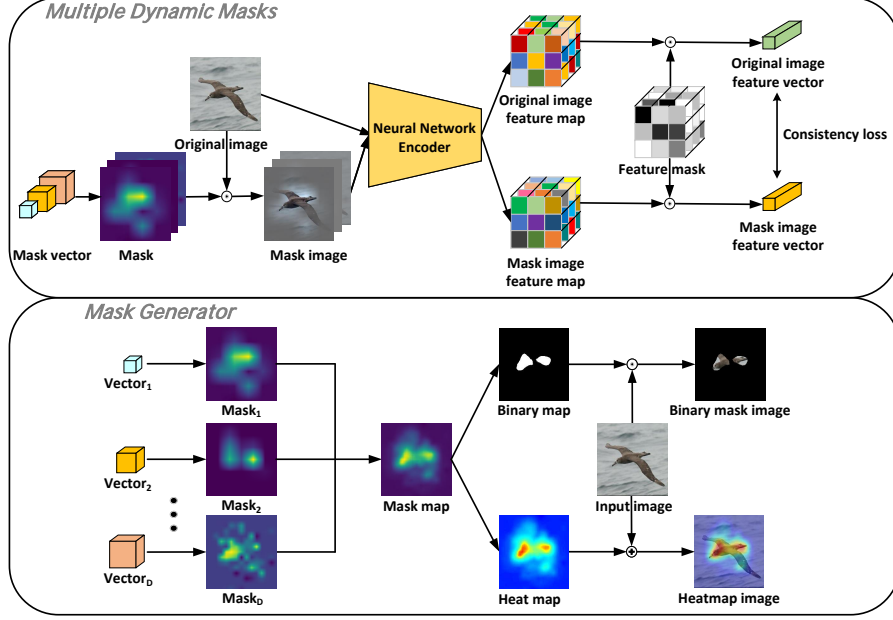 Multiple Dynamic Masks
Original image
Neural Network
Encoder
Original image
feature map
Original image
feature vector
Feature mask
Consistency loss
Mask vector
Mask
Mask image
Mask image
feature map
Mask image
feature vector
Mask Generator
Vector₁
Mask₁
Binary map
Binary mask image
Vector₂
Mask₂
Mask map
Input image
Vector_D
Mask_D
Heat map
Heatmap image